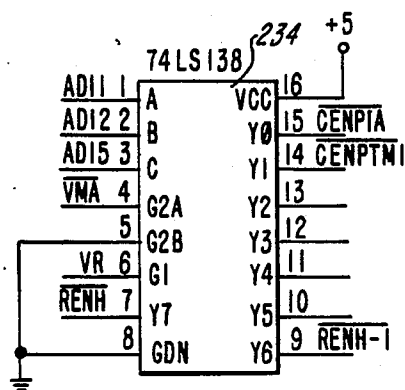 234
+5
74LS138
AD11 1 A VCC 16
AD12 2 B Y0 15 CENPIA
AD15 3 C Y1 14 CENPTM1
VMA 4 G2A Y2 13
5 G2B Y3 12
VR 6 G1 Y4 11
RENH 7 Y7 Y5 10
8 GDN Y6 9 RENH-1